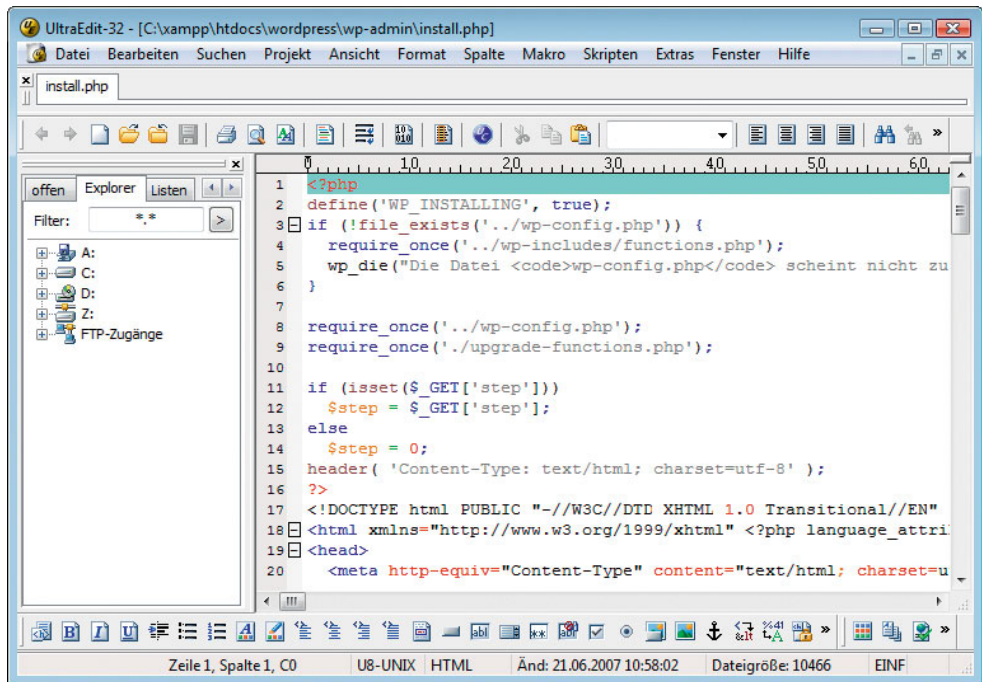 UltraEdit-32 - [C:\xampp\htdocs\wordpress\wp-admin\install.php]
Datei Bearbeiten Suchen Projekt Ansicht Format Spalte Makro Skripten Extras Fenster Hilfe
install.php
offen Explorer Listen
Filter: *.*
A:
C:
D:
Z:
FTP-Zugänge
0 10 20 30 40 50 60
1 <?php
2 define('WP_INSTALLING', true);
3 if (!file_exists('../wp-config.php')) {
4 require_once('../wp-includes/functions.php');
5 wp_die("Die Datei <code>wp-config.php</code> scheint nicht zu
6 }
7
8 require_once('../wp-config.php');
9 require_once('./upgrade-functions.php');
10
11 if (isset($_GET['step']))
12 $step = $_GET['step'];
13 else
14 $step = 0;
15 header( 'Content-Type: text/html; charset=utf-8' );
16 ?>
17 <!DOCTYPE html PUBLIC "-//W3C//DTD XHTML 1.0 Transitional//EN"
18 <html xmlns="http://www.w3.org/1999/xhtml" <?php language_attri
19 <head>
20 <meta http-equiv="Content-Type" content="text/html; charset=u
Zeile 1, Spalte 1, C0 U8-UNIX HTML Änd: 21.06.2007 10:58:02 Dateigröße: 10466 EINF